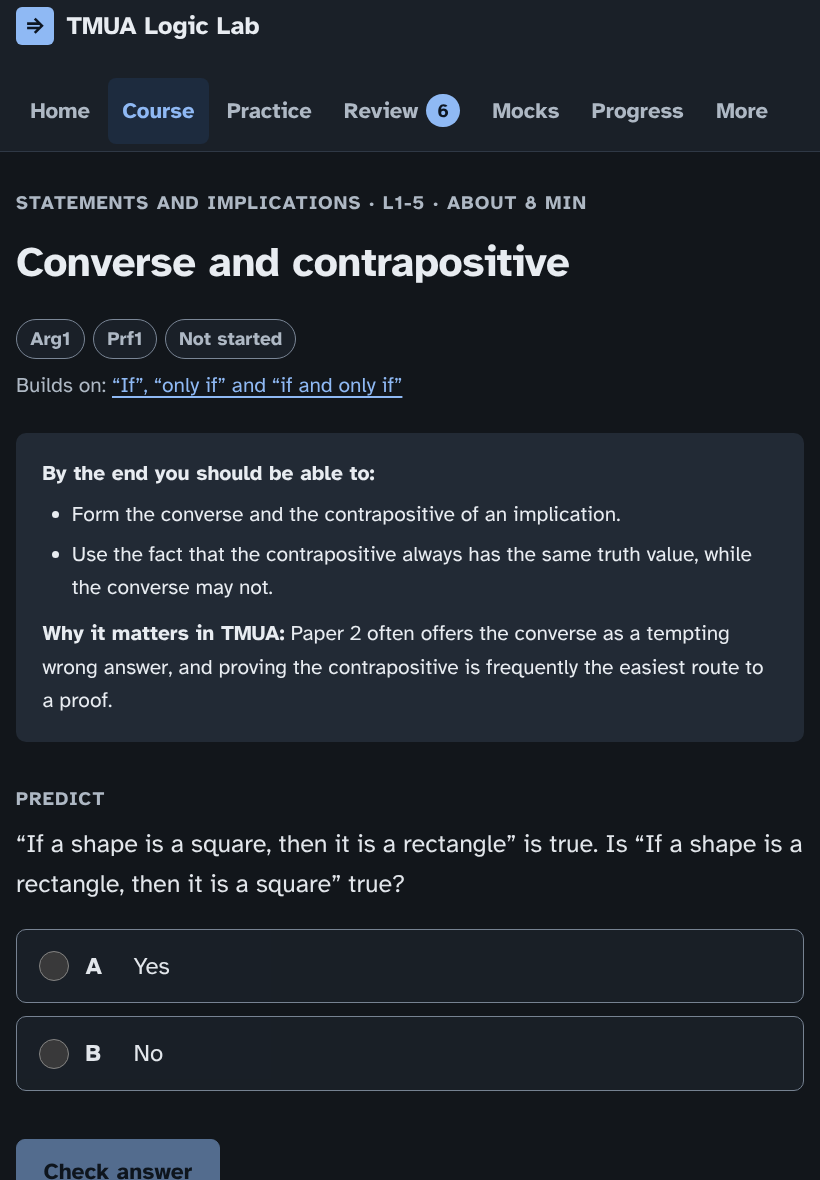 TMUA Logic Lab
Home Course Practice Review 6 Mocks Progress More
STATEMENTS AND IMPLICATIONS · L1-5 · ABOUT 8 MIN
Converse and contrapositive
Arg1 Prf1 Not started
Builds on: “If”, “only if” and “if and only if”
By the end you should be able to:
• Form the converse and the contrapositive of an implication.
• Use the fact that the contrapositive always has the same truth value, while
the converse may not.
Why it matters in TMUA: Paper 2 often offers the converse as a tempting
wrong answer, and proving the contrapositive is frequently the easiest route to
a proof.
PREDICT
“If a shape is a square, then it is a rectangle” is true. Is “If a shape is a
rectangle, then it is a square” true?
A Yes
B No
Check answer